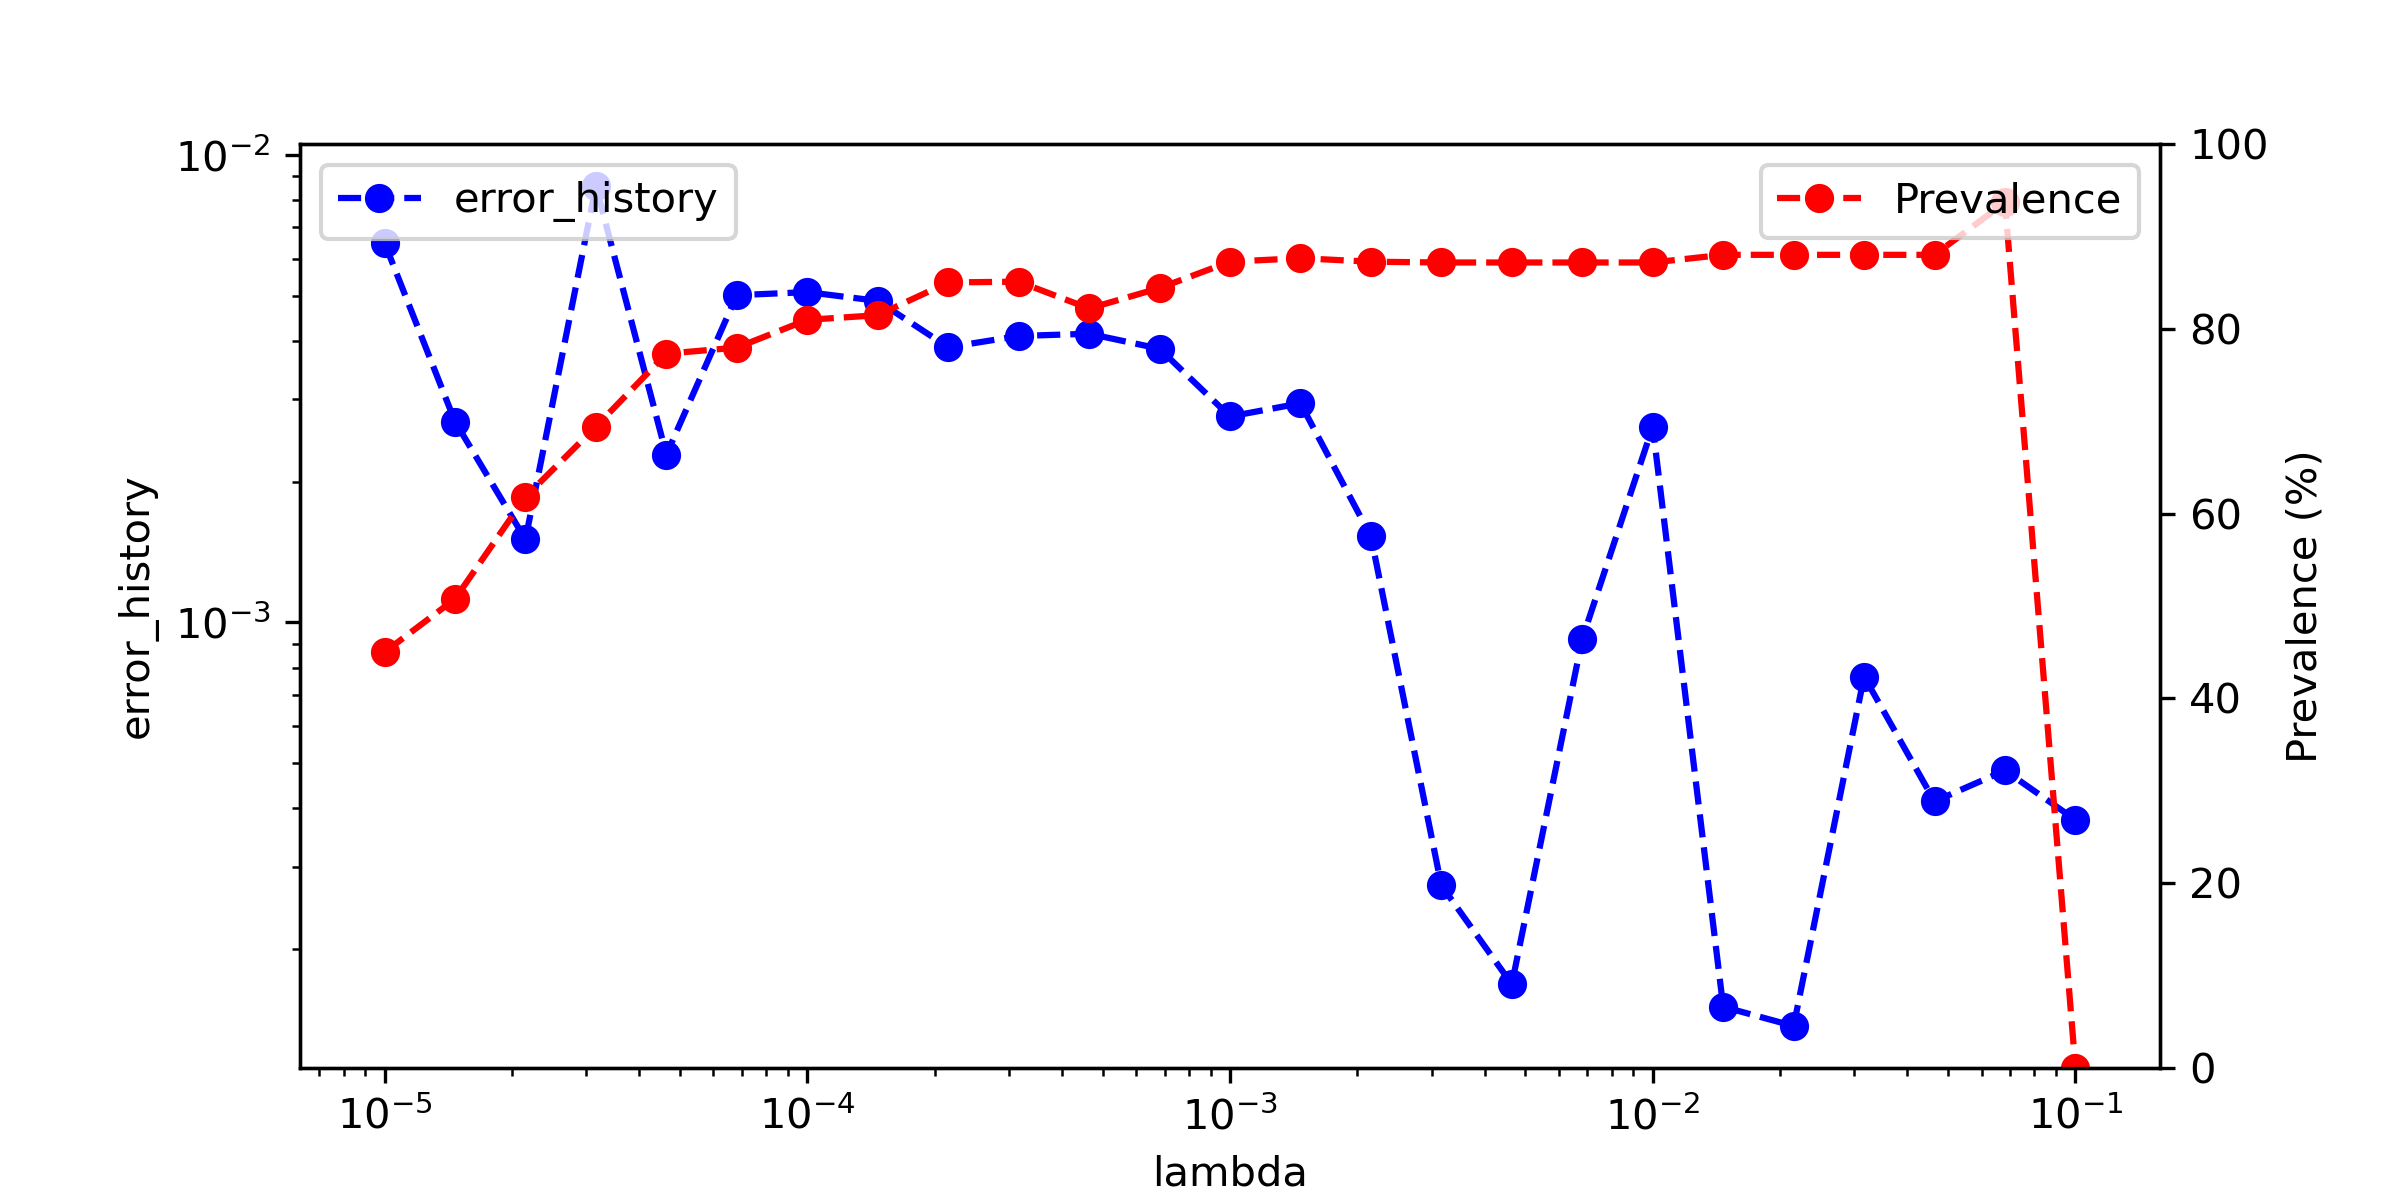 error_history
Prevalence
10⁻²
10⁻³
error_history
100
80
60
40
20
0
Prevalence (%)
10⁻⁵ 10⁻⁴ 10⁻³ 10⁻² 10⁻¹
lambda